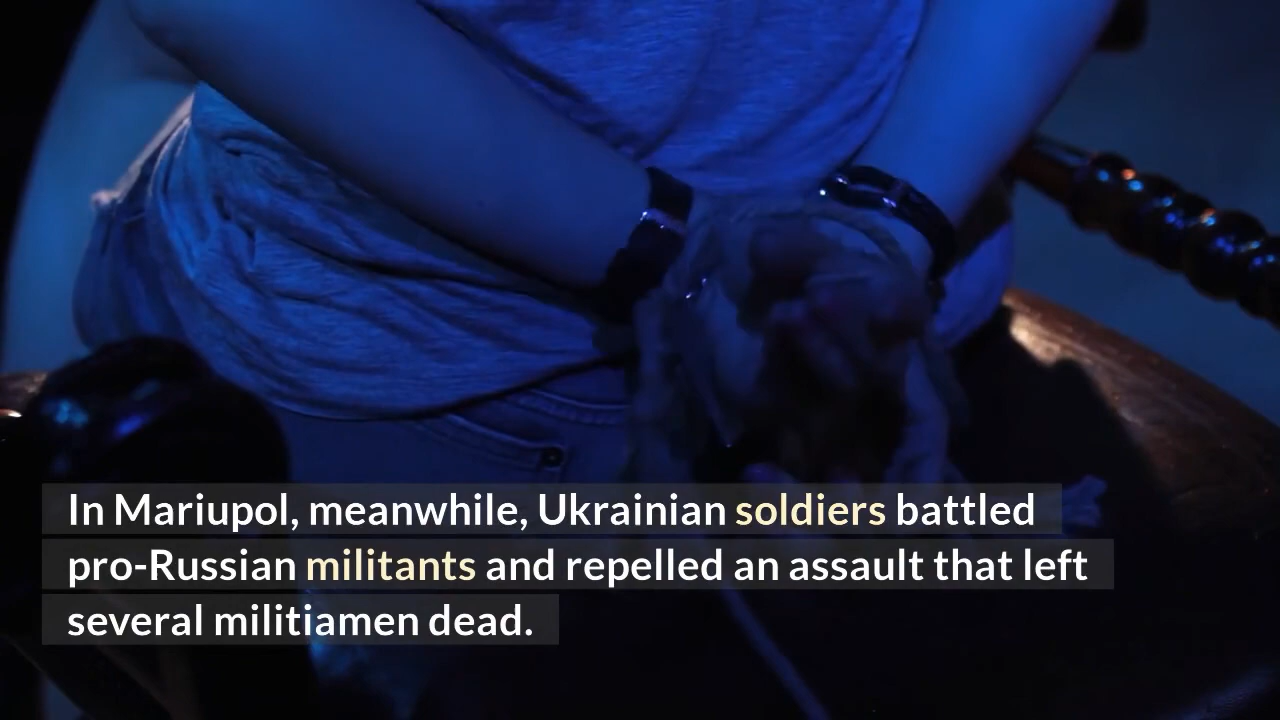 In Mariupol, meanwhile, Ukrainian soldiers battled
pro-Russian militants and repelled an assault that left
several militiamen dead.